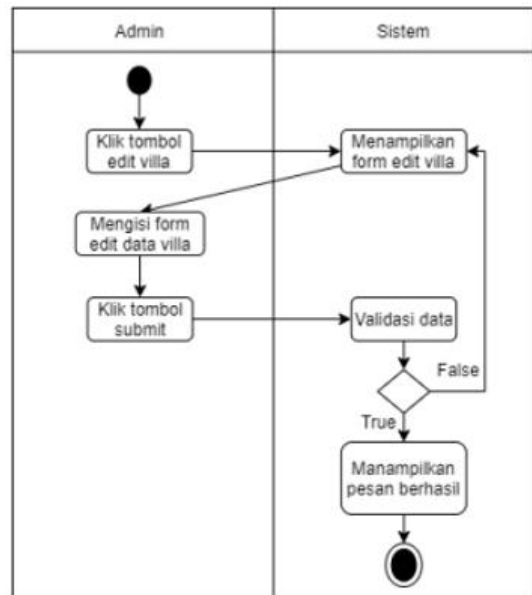 Admin
Sistem
Klik tombol
edit villa
Menampilkan
form edit villa
Mengisi form
edit data villa
Klik tombol
submit
Validasi data
False
True
Manampilkan
pesan berhasil